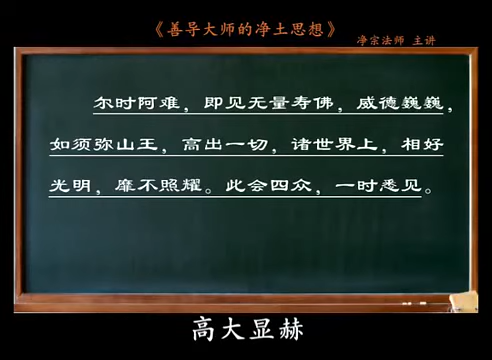 《善导大师的净土思想》
净宗法师 主讲
尔时阿难，即见无量寿佛，威德巍巍，
如须弥山王，高出一切，诸世界上，相好
光明，靡不照耀。此会四众，一时悉见。
高大显赫